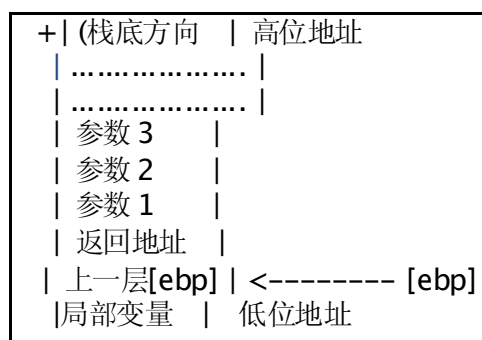 +| (栈底方向 | 高位地址
| ………………… |
| ………………… |
| 参数 3 |
| 参数 2 |
| 参数 1 |
| 返回地址 |
| 上一层[ebp] | <-------- [ebp]
|局部变量 | 低位地址